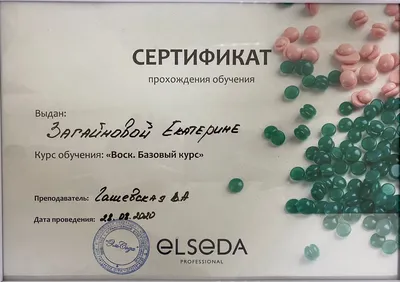 СЕРТИФИКАТ
прохождения обучения
Выдан:
Загайновой Екатерине
Курс обучения: «Воск. Базовый курс»
Преподаватель: Гашевская В.А
Дата проведения: 28.08.2020
ELSEDA
PROFESSIONAL